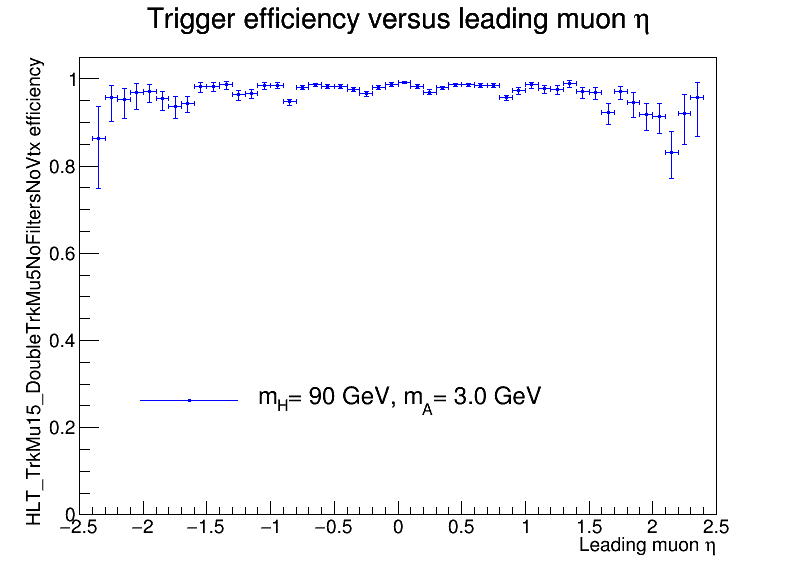 Trigger efficiency versus leading muon η
HLT_TrkMu15_DoubleTrkMu5NoFiltersNoVtx efficiency
1
0.8
0.6
0.4
0.2
0
m_H= 90 GeV, m_A= 3.0 GeV
−2.5 −2 −1.5 −1 −0.5 0 0.5 1 1.5 2 2.5
Leading muon η